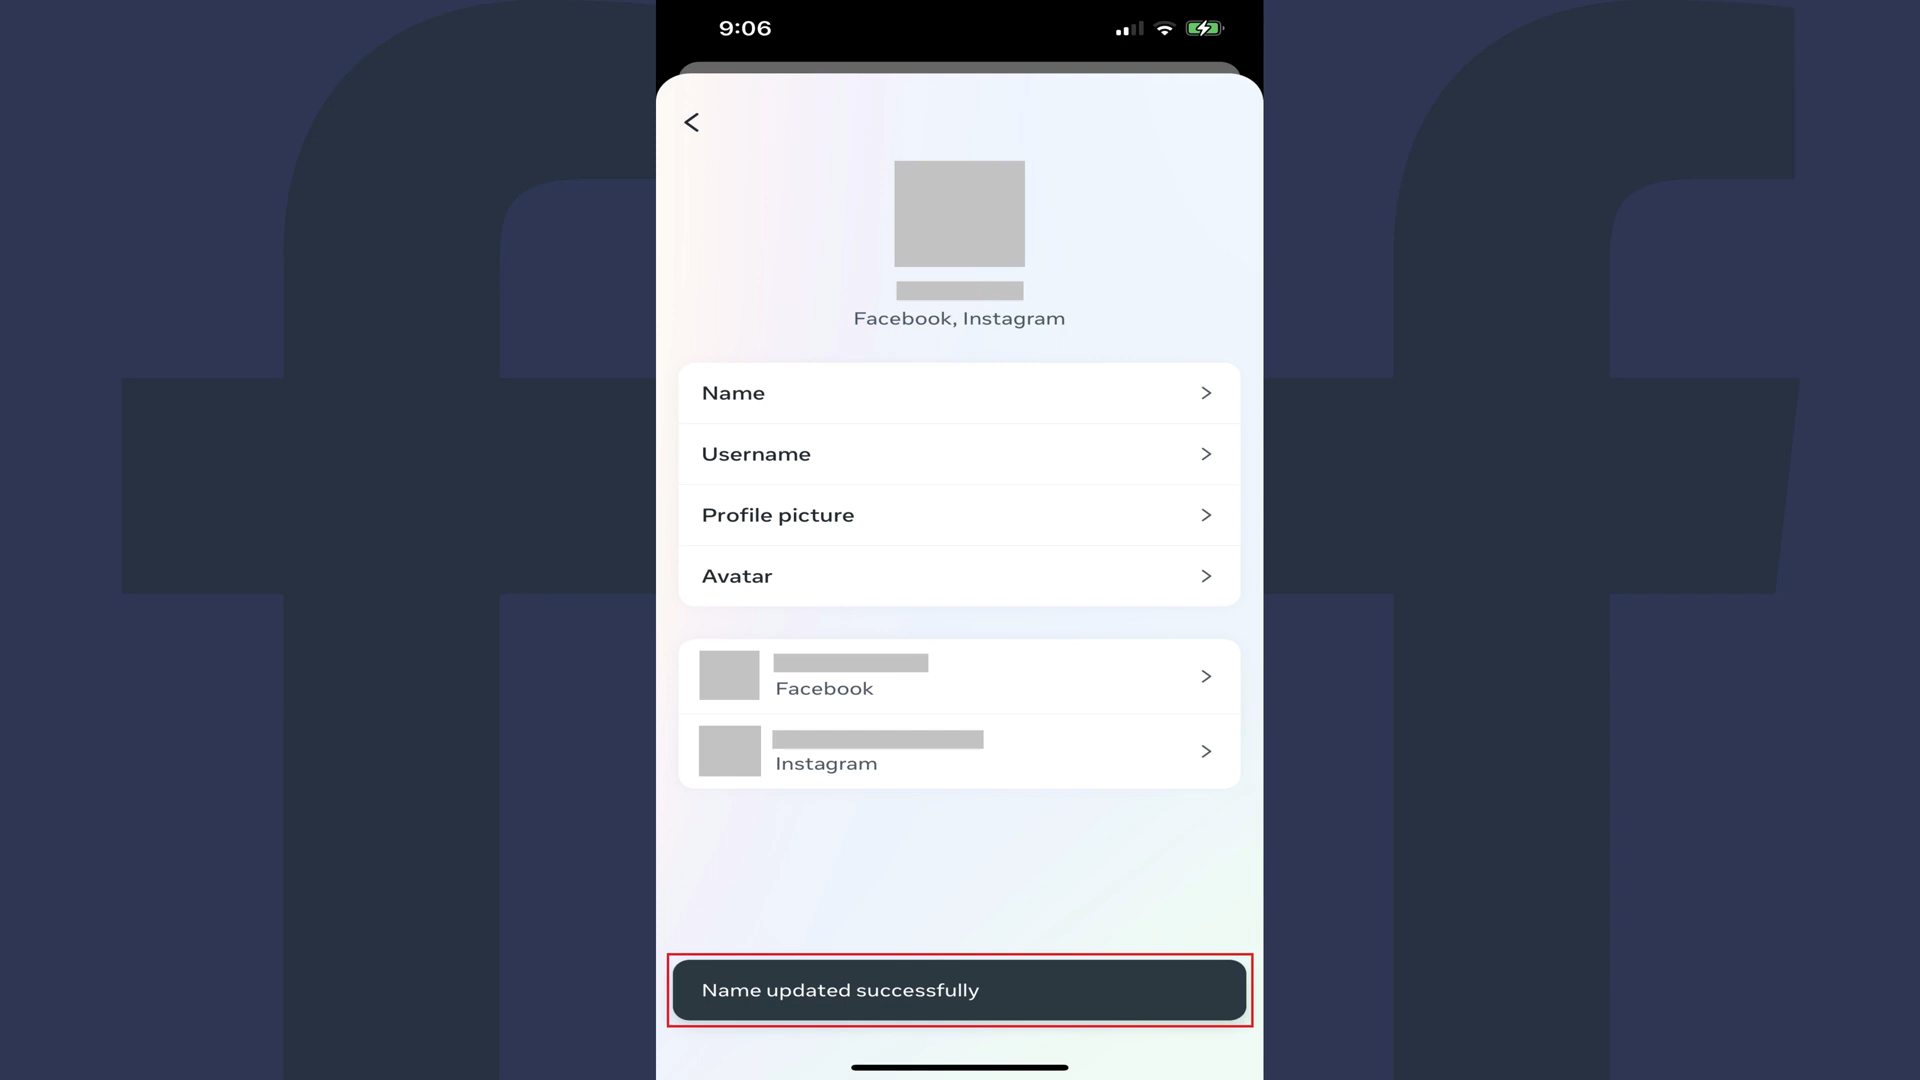 9:06
Facebook, Instagram
Name
Username
Profile picture
Avatar
Facebook
Instagram
Name updated successfully